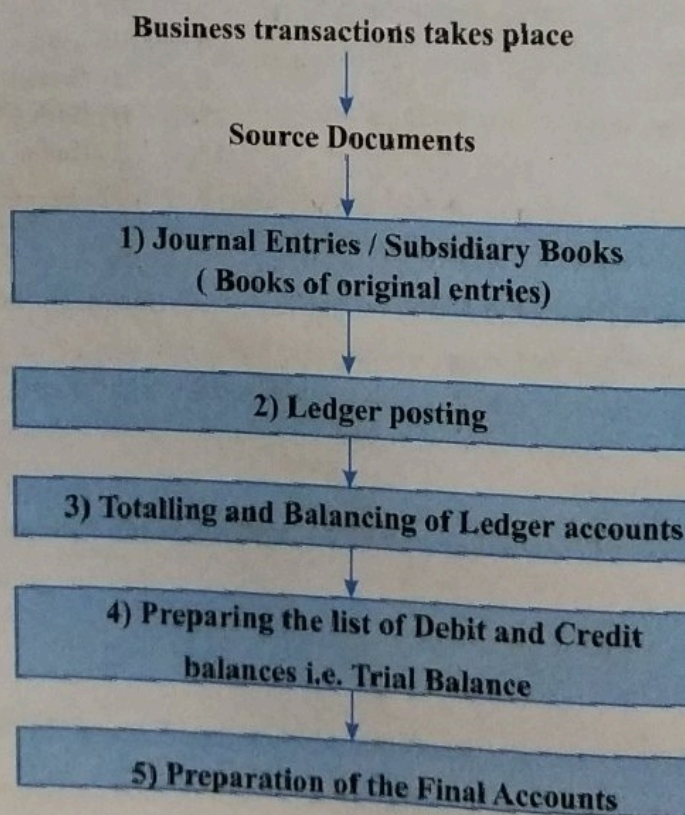 Business transactions takes place
Source Documents
1) Journal Entries / Subsidiary Books
( Books of original entries)
2) Ledger posting
3) Totalling and Balancing of Ledger accounts
4) Preparing the list of Debit and Credit
balances i.e. Trial Balance
5) Preparation of the Final Accounts